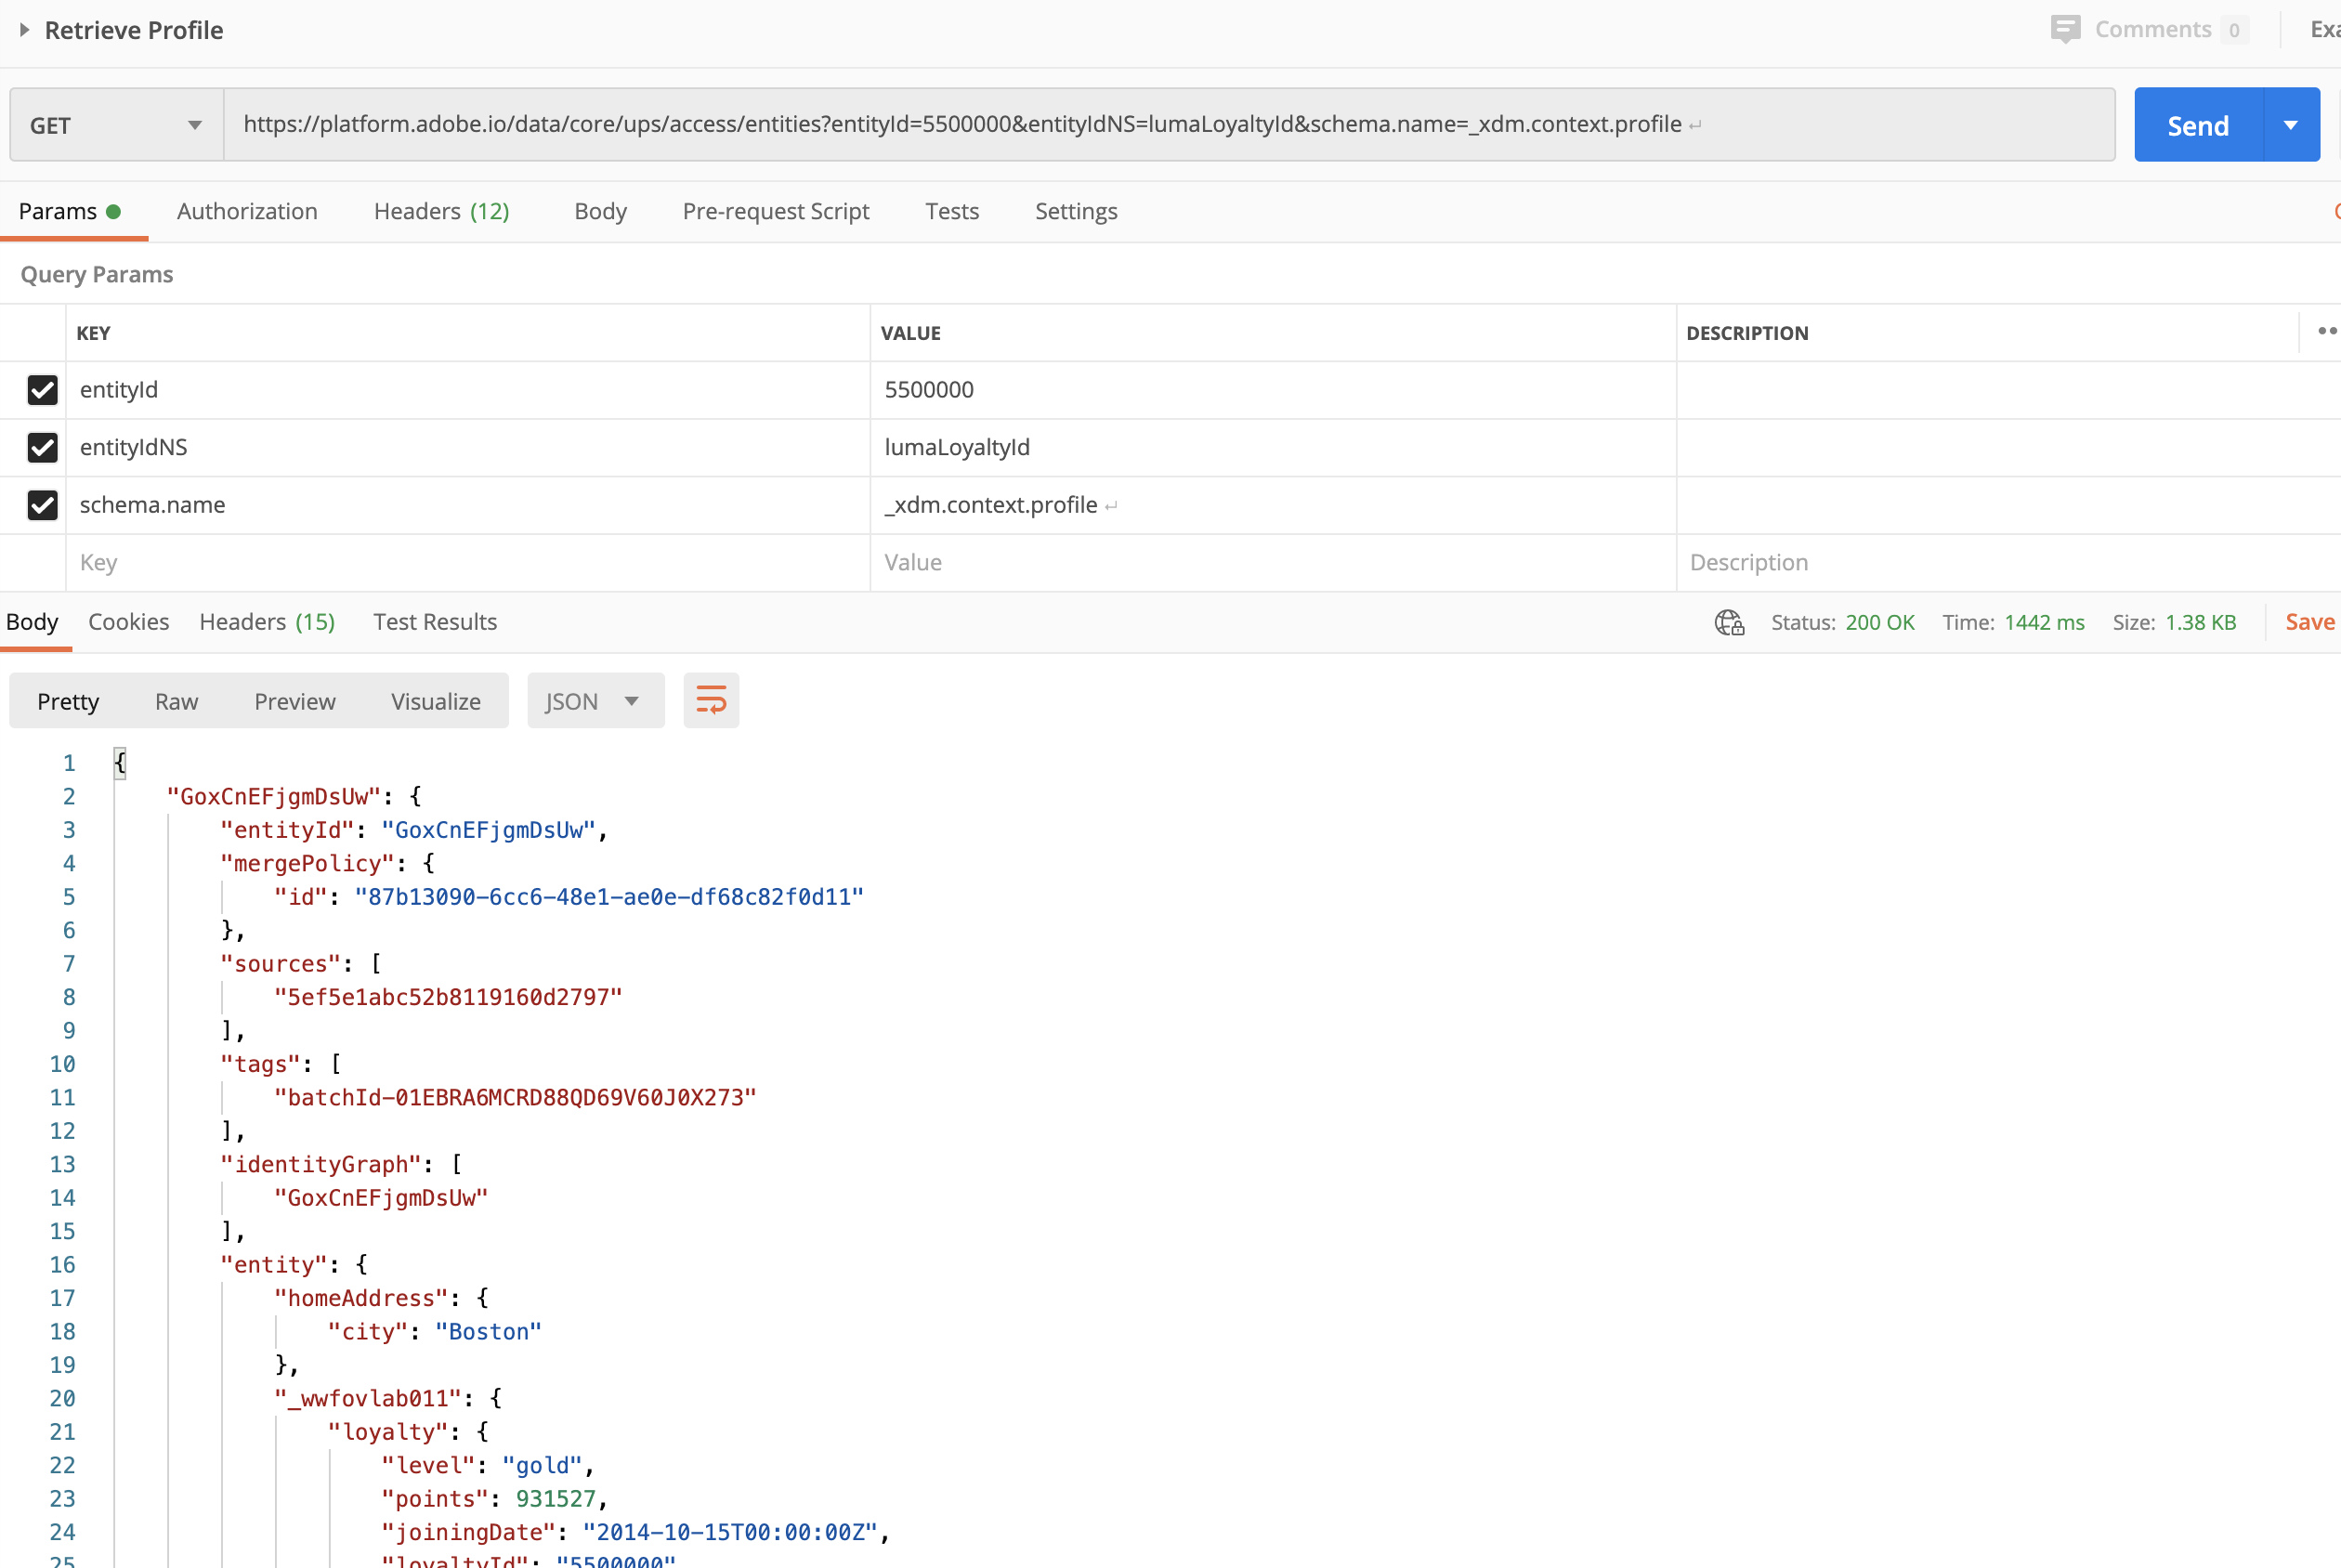 Retrieve Profile
Comments 0
GET
https://platform.adobe.io/data/core/ups/access/entities?entityId=5500000&entityIdNS=lumaLoyaltyId&schema.name=_xdm.context.profile ↵
Send
Params
Authorization
Headers (12)
Body
Pre-request Script
Tests
Settings
Query Params
KEY VALUE DESCRIPTION
entityId 5500000
entityIdNS lumaLoyaltyId
schema.name _xdm.context.profile ↵
Key Value Description
Body Cookies Headers (15) Test Results Status: 200 OK Time: 1442 ms Size: 1.38 KB Save
Pretty Raw Preview Visualize JSON
1 {
2 "GoxCnEFjgmDsUw": {
3 "entityId": "GoxCnEFjgmDsUw",
4 "mergePolicy": {
5 "id": "87b13090-6cc6-48e1-ae0e-df68c82f0d11"
6 },
7 "sources": [
8 "5ef5e1abc52b8119160d2797"
9 ],
10 "tags": [
11 "batchId-01EBRA6MCRD88QD69V60J0X273"
12 ],
13 "identityGraph": [
14 "GoxCnEFjgmDsUw"
15 ],
16 "entity": {
17 "homeAddress": {
18 "city": "Boston"
19 },
20 "_wwfovlab011": {
21 "loyalty": {
22 "level": "gold",
23 "points": 931527,
24 "joiningDate": "2014-10-15T00:00:00Z",
25 "loyaltyId": "5500000"